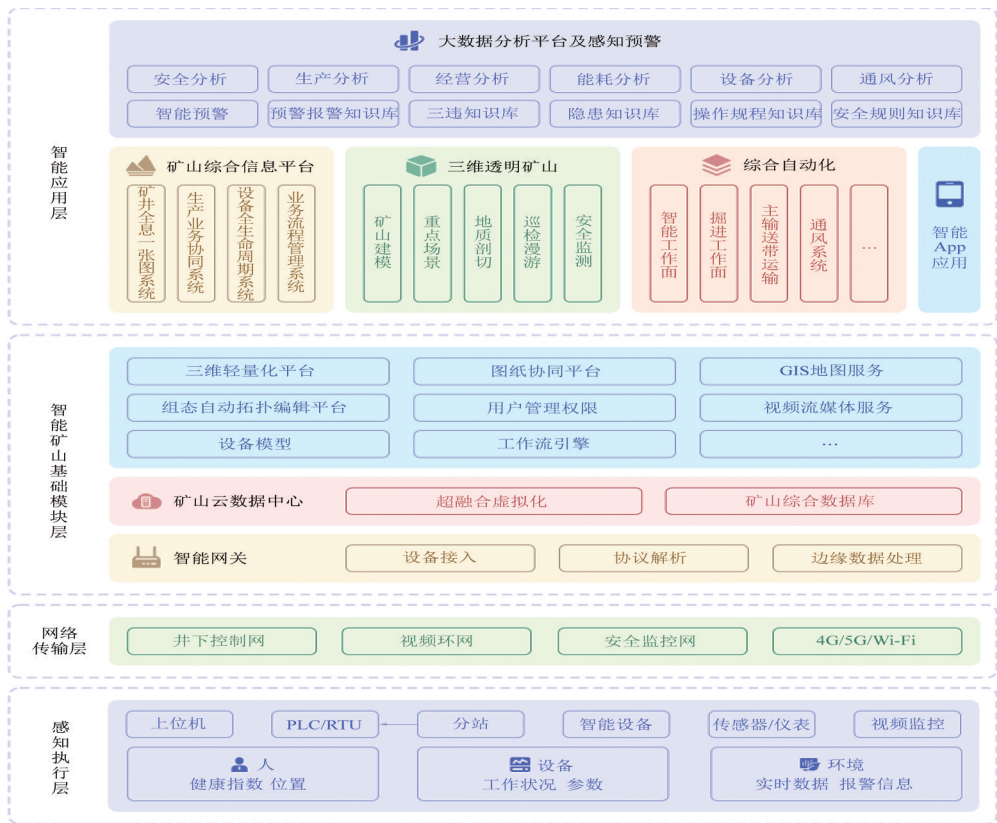 智能应用层
大数据分析平台及感知预警
安全分析
生产分析
经营分析
能耗分析
设备分析
通风分析
智能预警
预警报警知识库
三违知识库
隐患知识库
操作规程知识库
安全规则知识库
矿山综合信息平台
矿井全息一张图系统
生产业务协同系统
设备全生命周期系统
业务流程管理系统
三维透明矿山
矿山建模
重点场景
地质剖切
巡检漫游
安全监测
综合自动化
智能工作面
掘进工作面
主输送带运输
通风系统
…
智能
App
应用
智能矿山基础模块层
三维轻量化平台
图纸协同平台
GIS地图服务
组态自动拓扑编辑平台
用户管理权限
视频流媒体服务
设备模型
工作流引擎
…
矿山云数据中心
超融合虚拟化
矿山综合数据库
智能网关
设备接入
协议解析
边缘数据处理
网络
传输层
井下控制网
视频环网
安全监控网
4G/5G/Wi-Fi
感知执行层
上位机
PLC/RTU
分站
智能设备
传感器/仪表
视频监控
人
健康指数 位置
设备
工作状况 参数
环境
实时数据 报警信息